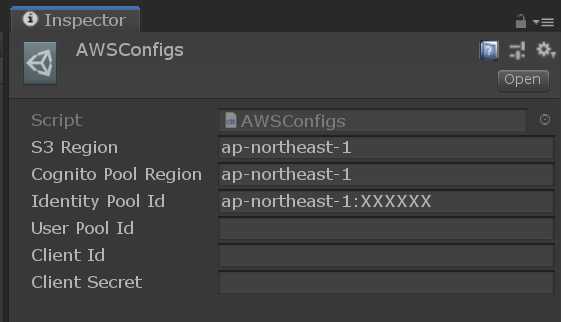 Inspector
AWSConfigs
Open
Script AWSConfigs
S3 Region ap-northeast-1
Cognito Pool Region ap-northeast-1
Identity Pool Id ap-northeast-1:XXXXXX
User Pool Id
Client Id
Client Secret